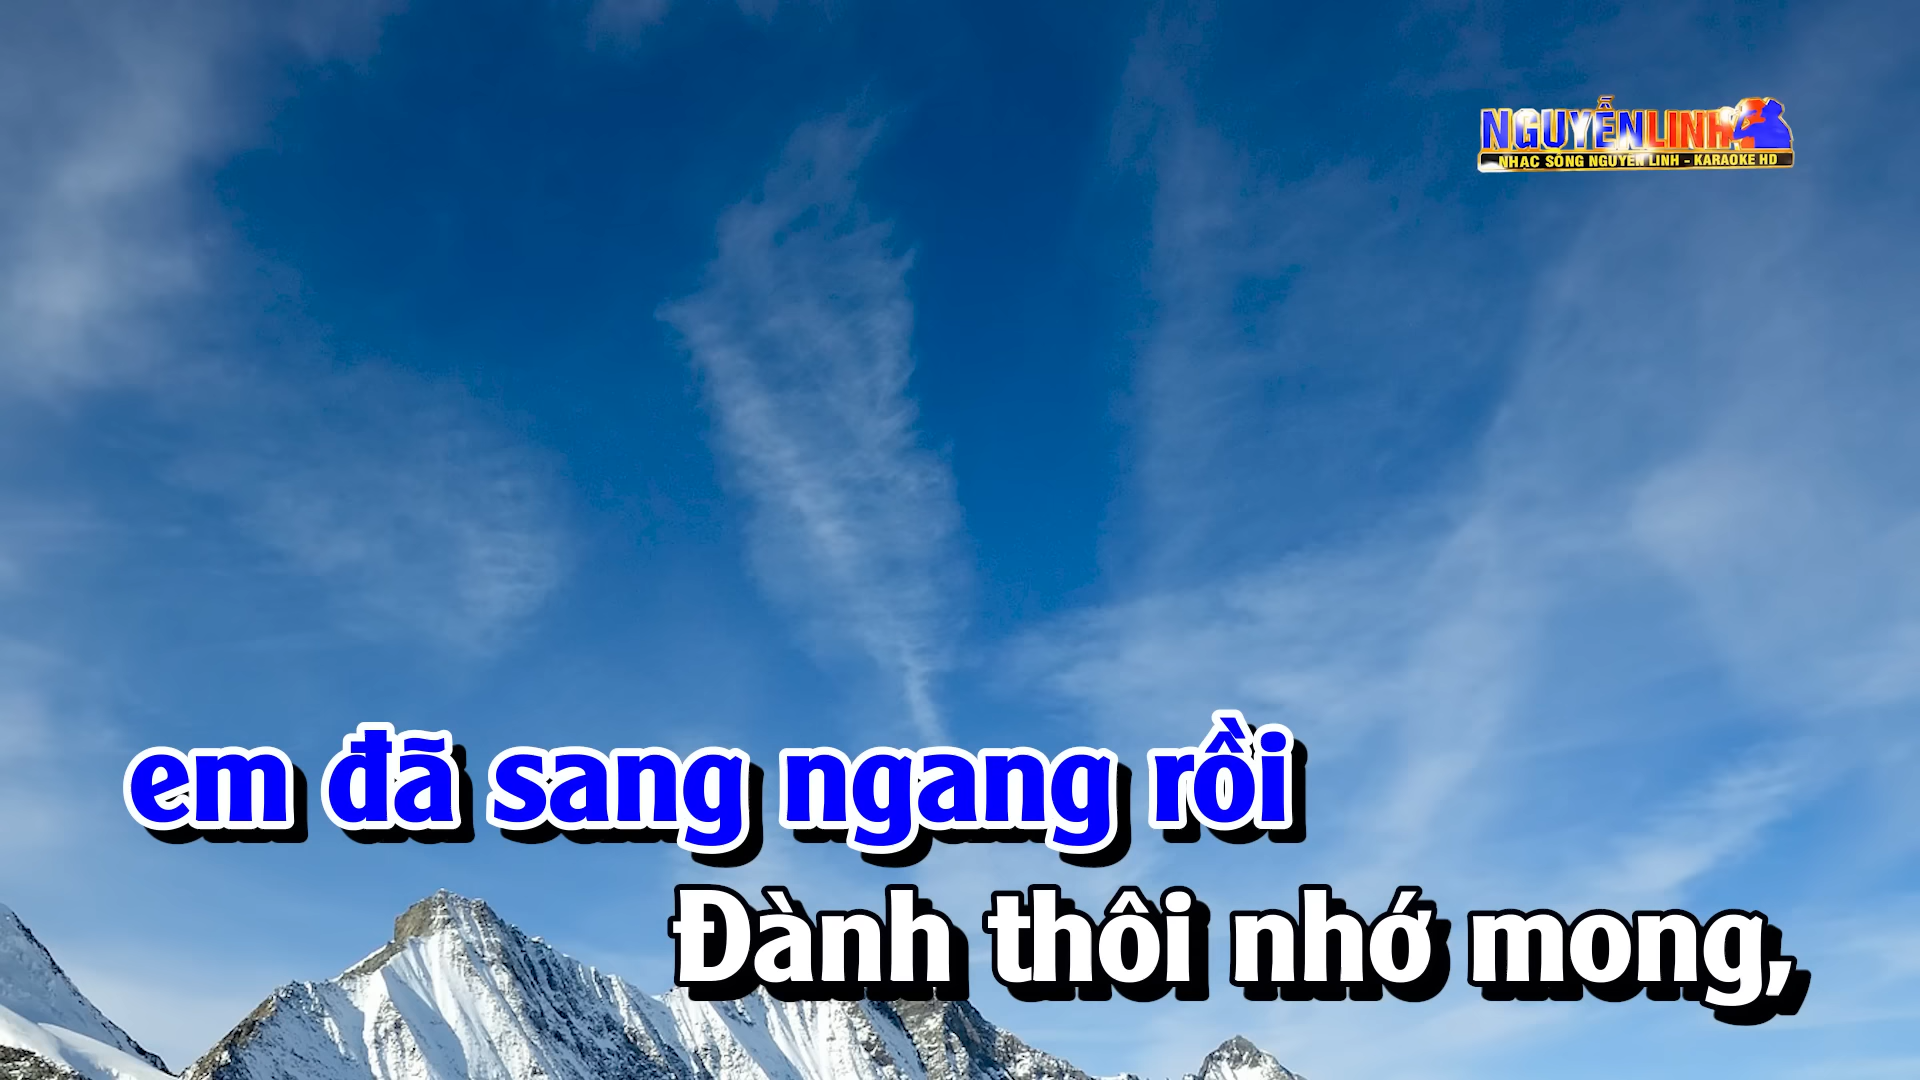 NGUYỄN LINH
NHẠC SỐNG NGUYỄN LINH - KARAOKE HD
em đã sang ngang rồi
Đành thôi nhớ mong,